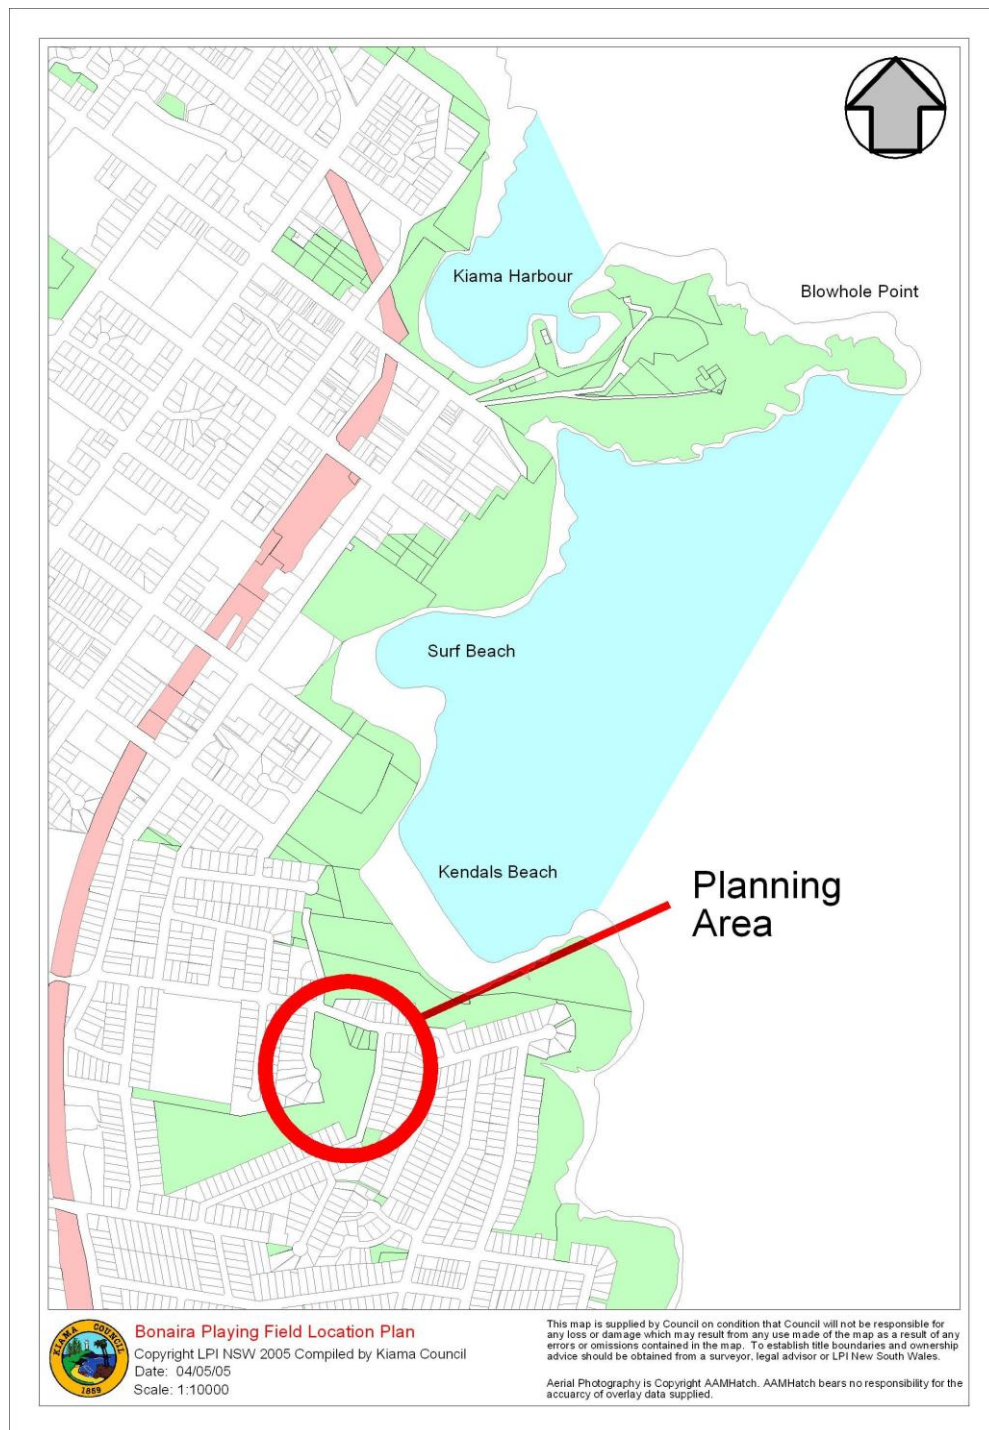 Kiama Harbour
Blowhole Point
Surf Beach
Kendals Beach
Planning
Area
KIAMA COUNCIL
1859
Bonaira Playing Field Location Plan
Copyright LPI NSW 2005 Compiled by Kiama Council
Date: 04/05/05
Scale: 1:10000
This map is supplied by Council on condition that Council will not be responsible for
any loss or damage which may result from any use made of the map as a result of any
errors or omissions contained in the map. To establish title boundaries and ownership
advice should be obtained from a surveyor, legal advisor or LPI New South Wales.
Aerial Photography is Copyright AAMHatch. AAMHatch bears no responsibility for the
accuarcy of overlay data supplied.